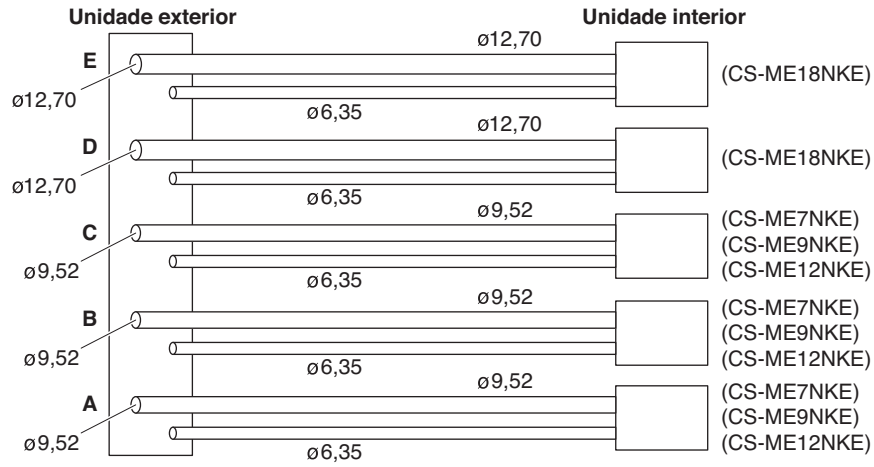 Unidade exterior Unidade interior
E ø12,70
(CS-ME18NKE)
ø12,70 ø6,35
D ø12,70
(CS-ME18NKE)
ø12,70 ø6,35
C ø9,52 (CS-ME7NKE)
(CS-ME9NKE)
ø9,52 ø6,35 (CS-ME12NKE)
B ø9,52 (CS-ME7NKE)
(CS-ME9NKE)
ø9,52 ø6,35 (CS-ME12NKE)
A ø9,52 (CS-ME7NKE)
(CS-ME9NKE)
ø9,52 ø6,35 (CS-ME12NKE)